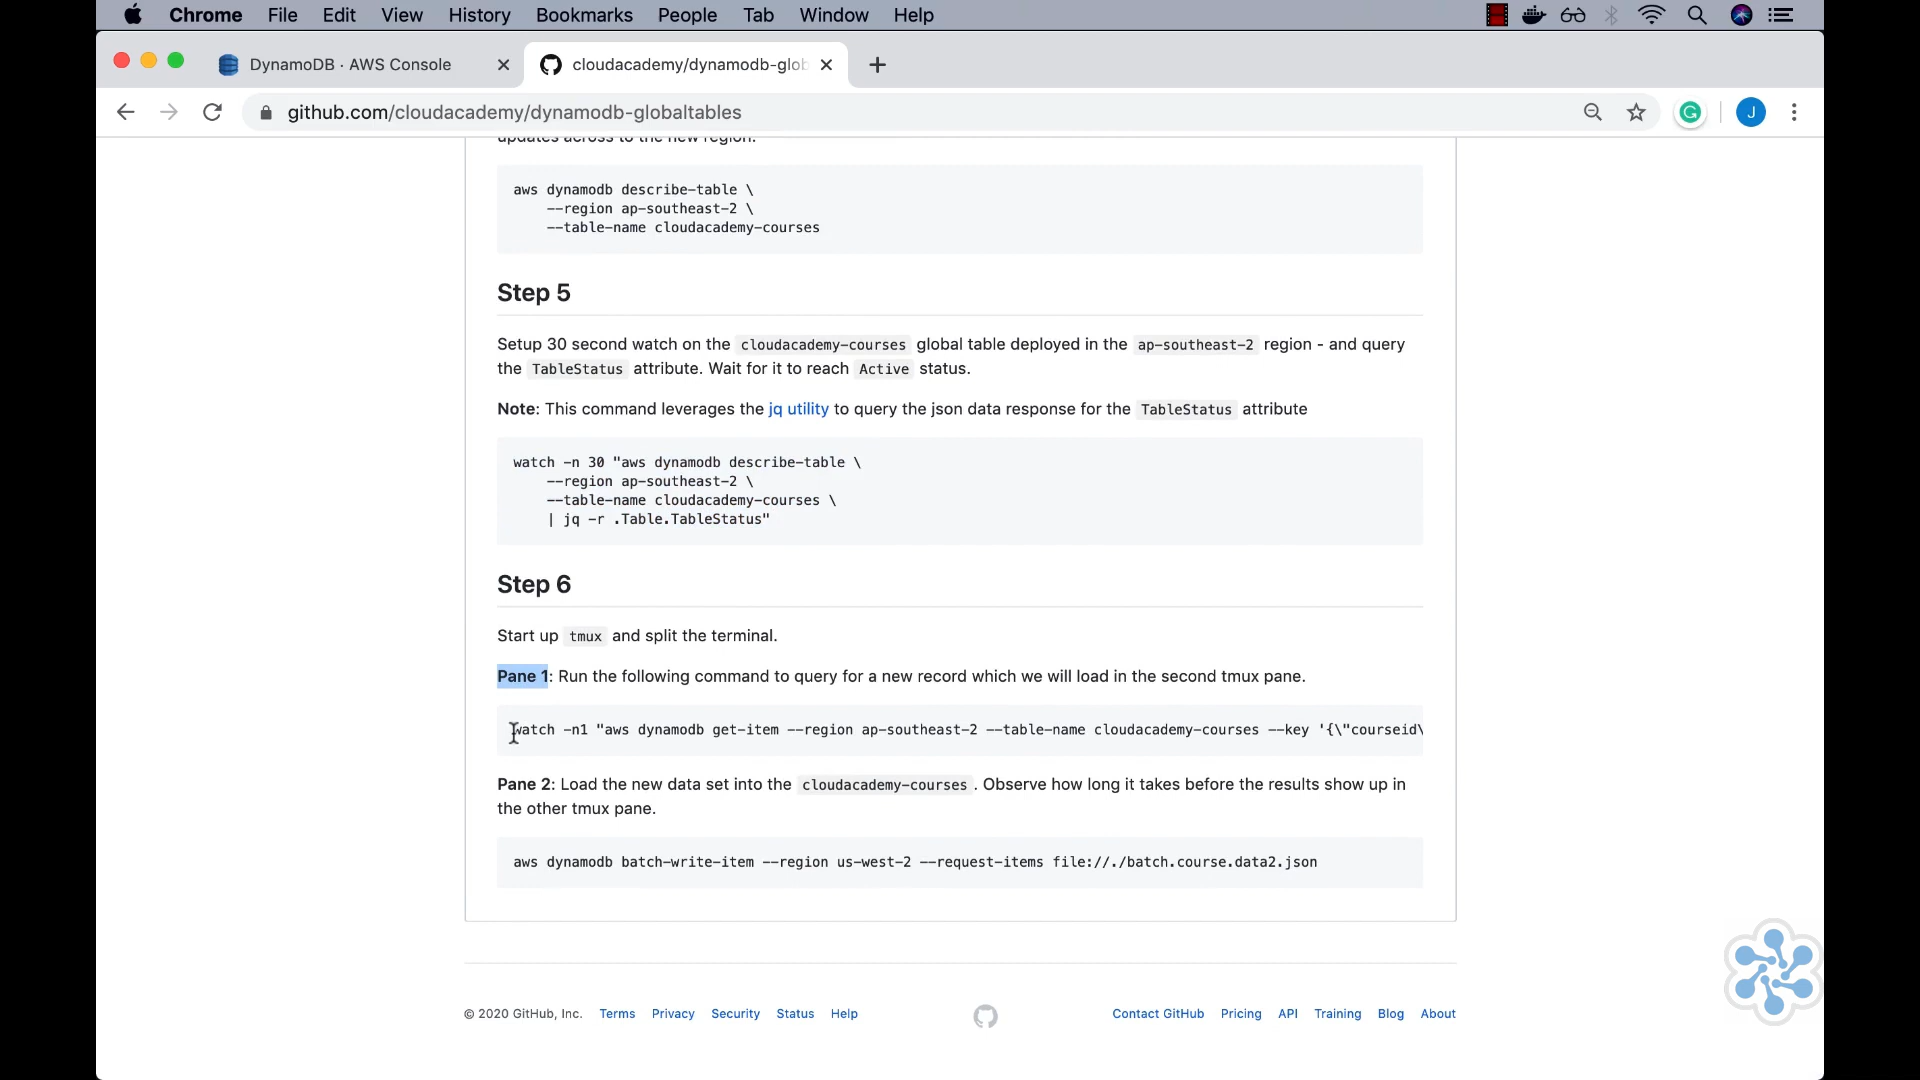 Chrome File Edit View History Bookmarks People Tab Window Help
DynamoDB · AWS Console
cloudacademy/dynamodb-glob
github.com/cloudacademy/dynamodb-globaltables
J
updates across to the new region.
aws dynamodb describe-table \
--region ap-southeast-2 \
--table-name cloudacademy-courses
Step 5
Setup 30 second watch on the cloudacademy-courses global table deployed in the ap-southeast-2 region - and query
the TableStatus attribute. Wait for it to reach Active status.
Note: This command leverages the jq utility to query the json data response for the TableStatus attribute
watch -n 30 "aws dynamodb describe-table \
--region ap-southeast-2 \
--table-name cloudacademy-courses \
| jq -r .Table.TableStatus"
Step 6
Start up tmux and split the terminal.
Pane 1: Run the following command to query for a new record which we will load in the second tmux pane.
watch -n1 "aws dynamodb get-item --region ap-southeast-2 --table-name cloudacademy-courses --key '{\"courseid\
Pane 2: Load the new data set into the cloudacademy-courses . Observe how long it takes before the results show up in
the other tmux pane.
aws dynamodb batch-write-item --region us-west-2 --request-items file://./batch.course.data2.json
© 2020 GitHub, Inc. Terms Privacy Security Status Help
Contact GitHub Pricing API Training Blog About